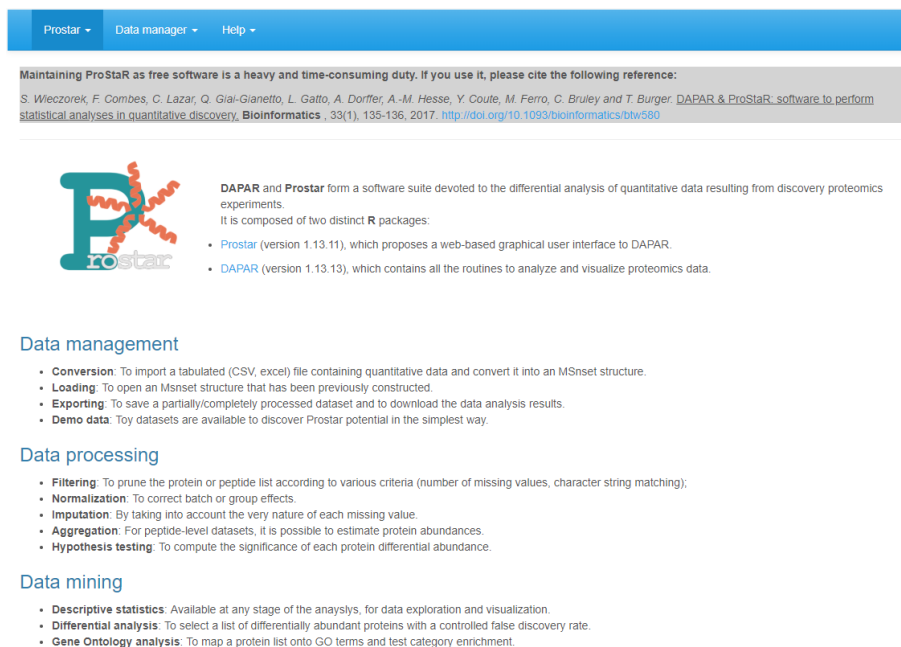 Prostar Data manager Help
Maintaining ProStaR as free software is a heavy and time-consuming duty. If you use it, please cite the following reference:
S. Wieczorek, F. Combes, C. Lazar, Q. Giai-Gianetto, L. Gatto, A. Dorffer, A.-M. Hesse, Y. Coute, M. Ferro, C. Bruley and T. Burger. DAPAR & ProStaR: software to perform
statistical analyses in quantitative discovery. Bioinformatics , 33(1), 135-136, 2017. http://doi.org/10.1093/bioinformatics/btw580
Prostar
DAPAR and Prostar form a software suite devoted to the differential analysis of quantitative data resulting from discovery proteomics
experiments.
It is composed of two distinct R packages:
• Prostar (version 1.13.11), which proposes a web-based graphical user interface to DAPAR.
• DAPAR (version 1.13.13), which contains all the routines to analyze and visualize proteomics data.
Data management
• Conversion: To import a tabulated (CSV, excel) file containing quantitative data and convert it into an MSnset structure.
• Loading: To open an Msnset structure that has been previously constructed.
• Exporting: To save a partially/completely processed dataset and to download the data analysis results.
• Demo data: Toy datasets are available to discover Prostar potential in the simplest way.
Data processing
• Filtering: To prune the protein or peptide list according to various criteria (number of missing values, character string matching);
• Normalization: To correct batch or group effects.
• Imputation: By taking into account the very nature of each missing value.
• Aggregation: For peptide-level datasets, it is possible to estimate protein abundances.
• Hypothesis testing: To compute the significance of each protein differential abundance.
Data mining
• Descriptive statistics: Available at any stage of the anayslys, for data exploration and visualization.
• Differential analysis: To select a list of differentially abundant proteins with a controlled false discovery rate.
• Gene Ontology analysis: To map a protein list onto GO terms and test category enrichment.